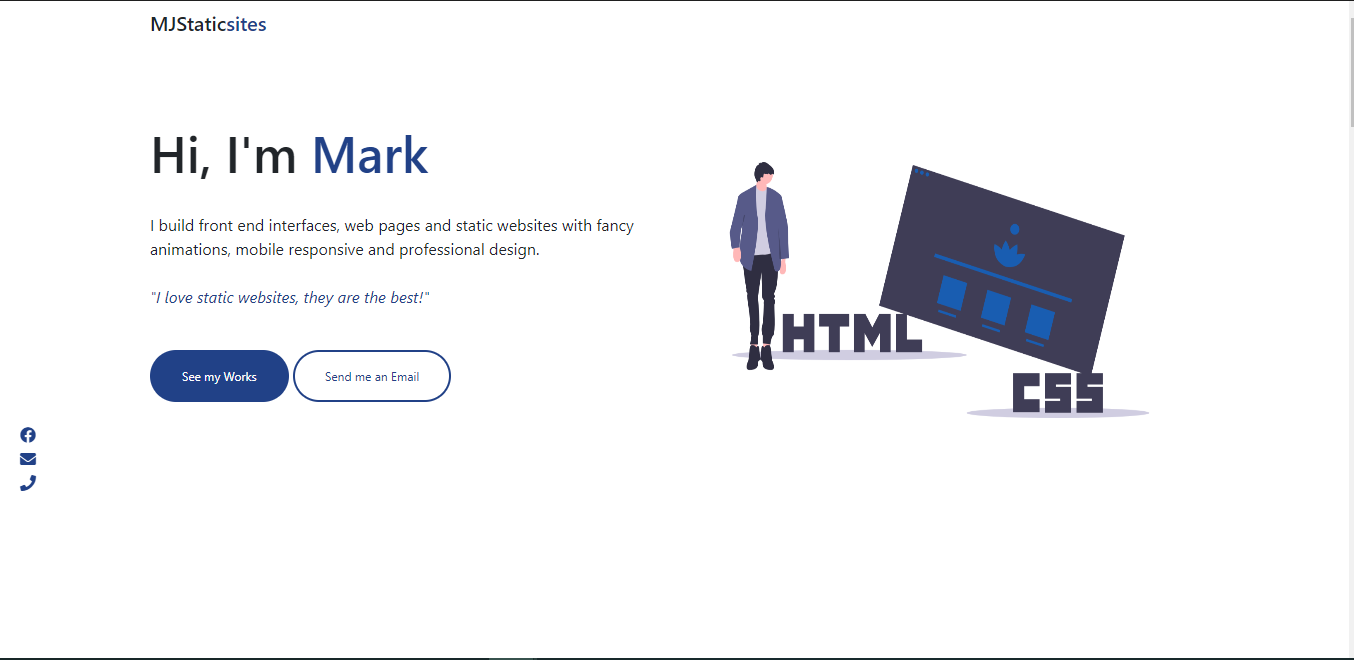 MJStaticsites
Hi, I'm Mark
I build front end interfaces, web pages and static websites with fancy
animations, mobile responsive and professional design.
"I love static websites, they are the best!"
See my Works
Send me an Email
HTML
CSS